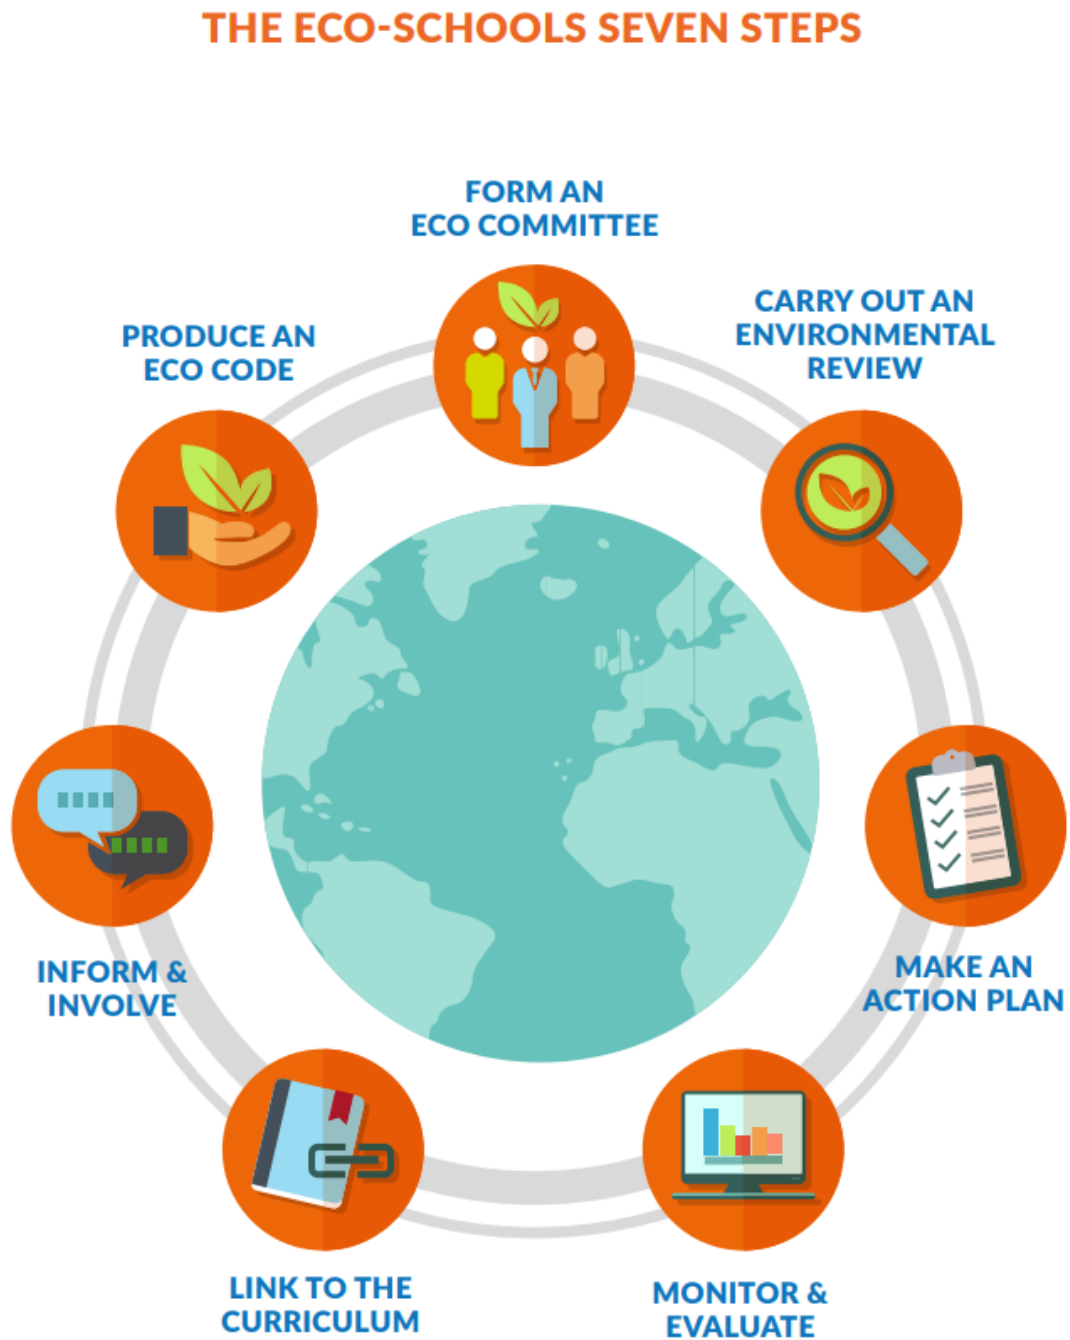 THE ECO-SCHOOLS SEVEN STEPS
FORM AN
ECO COMMITTEE
CARRY OUT AN
ENVIRONMENTAL
REVIEW
MAKE AN
ACTION PLAN
MONITOR &
EVALUATE
LINK TO THE
CURRICULUM
INFORM &
INVOLVE
PRODUCE AN
ECO CODE